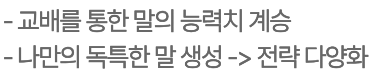 - 교배를 통한 말의 능력치 계승
- 나만의 독특한 말 생성 -> 전략 다양화